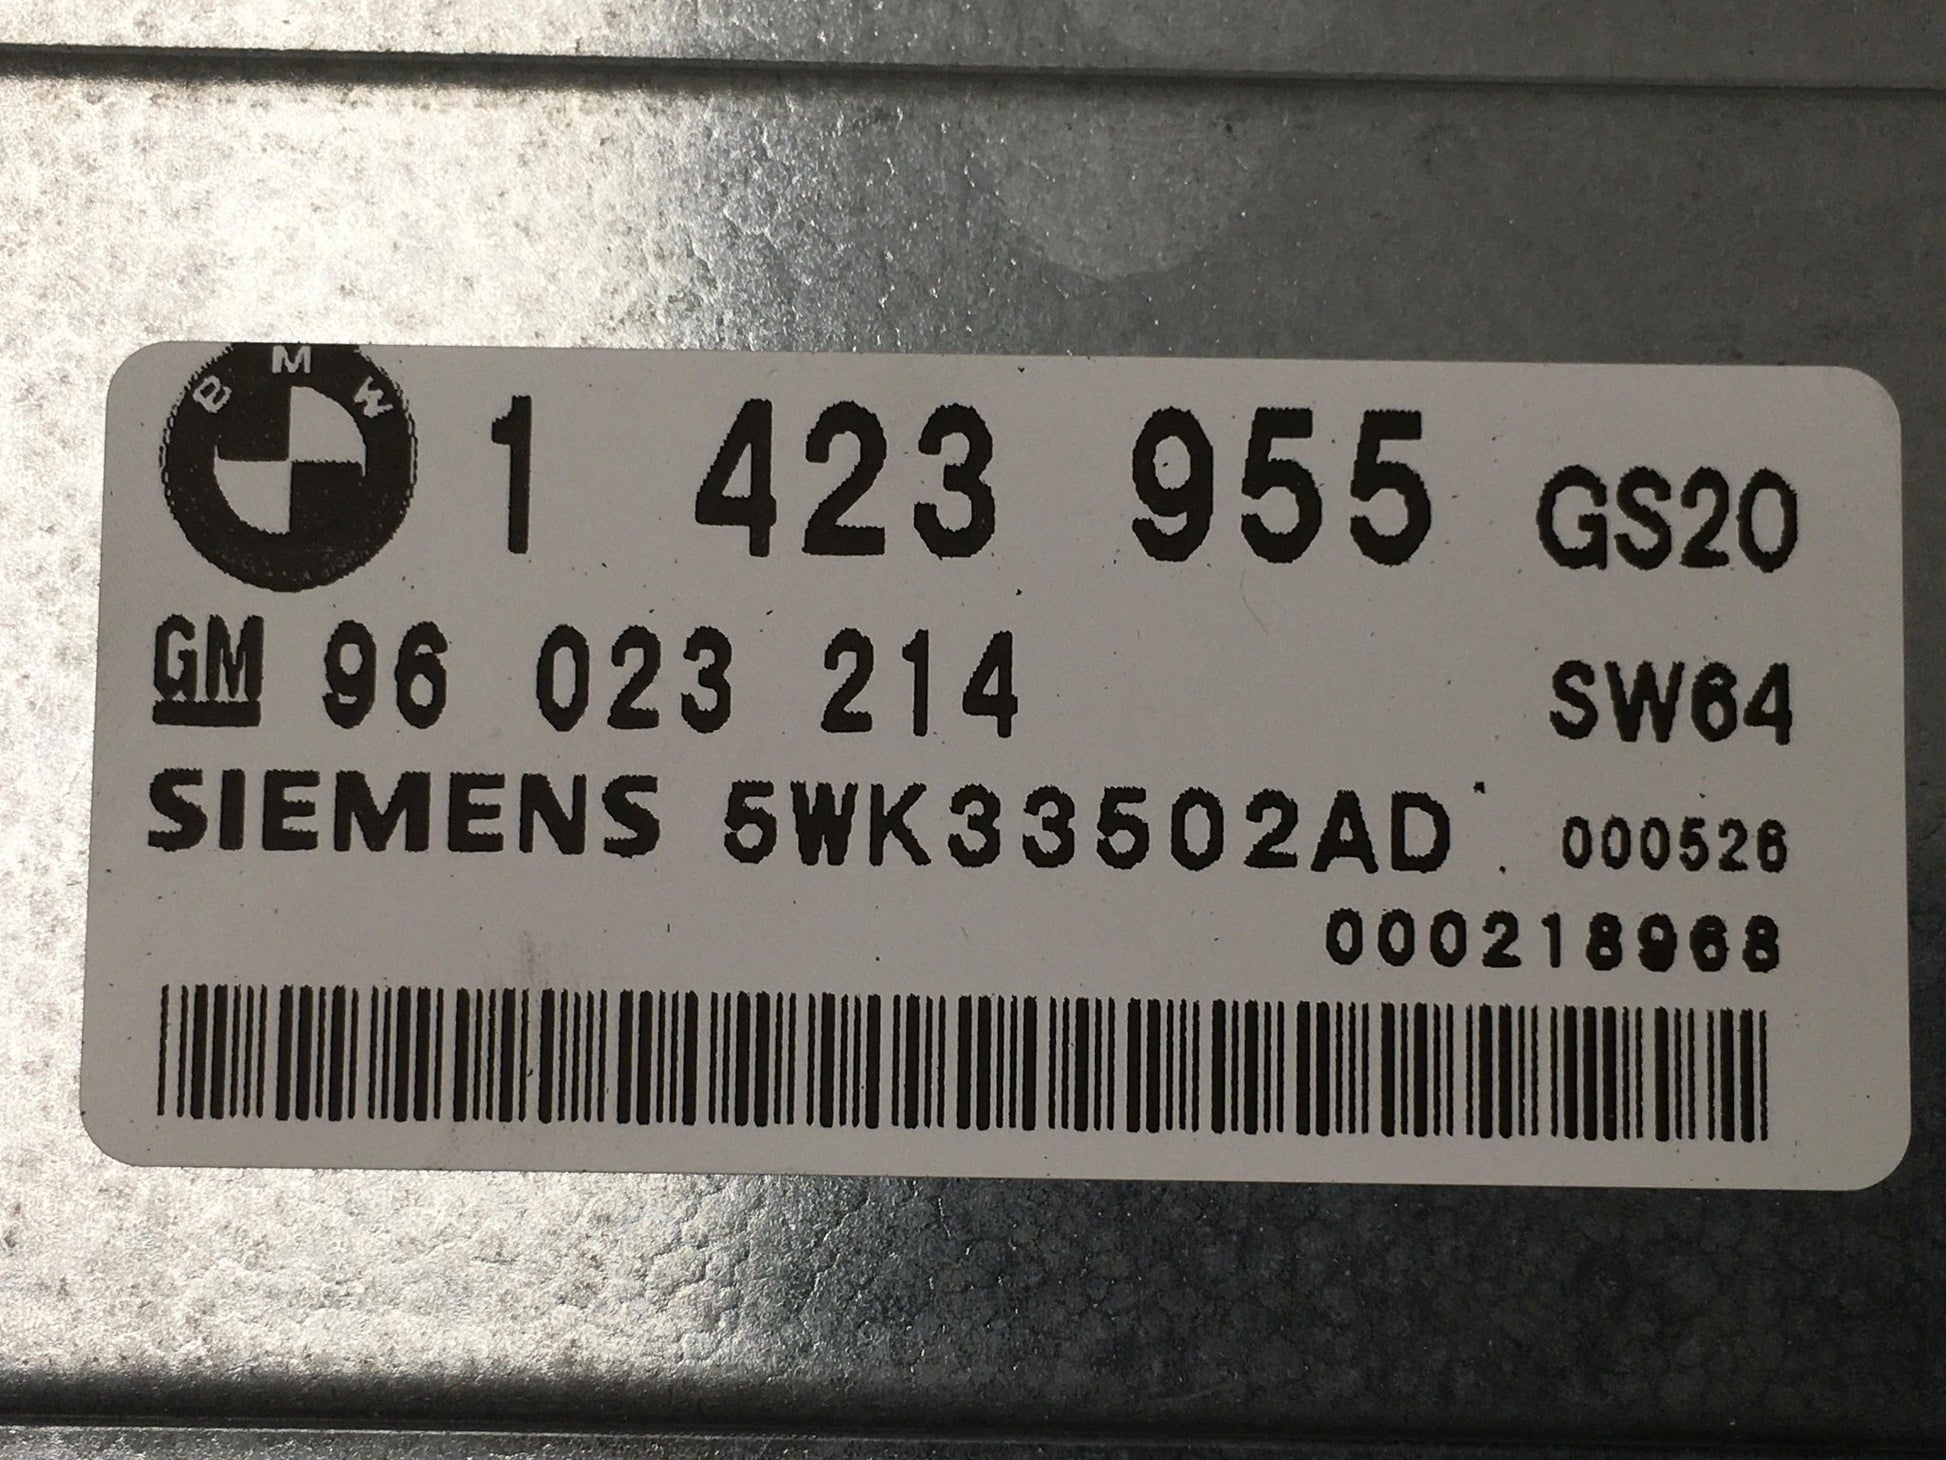 BMW 1 423 955 GS20
GM 96 023 214 SW64
SIEMENS 5WK33502AD 000526
000218968